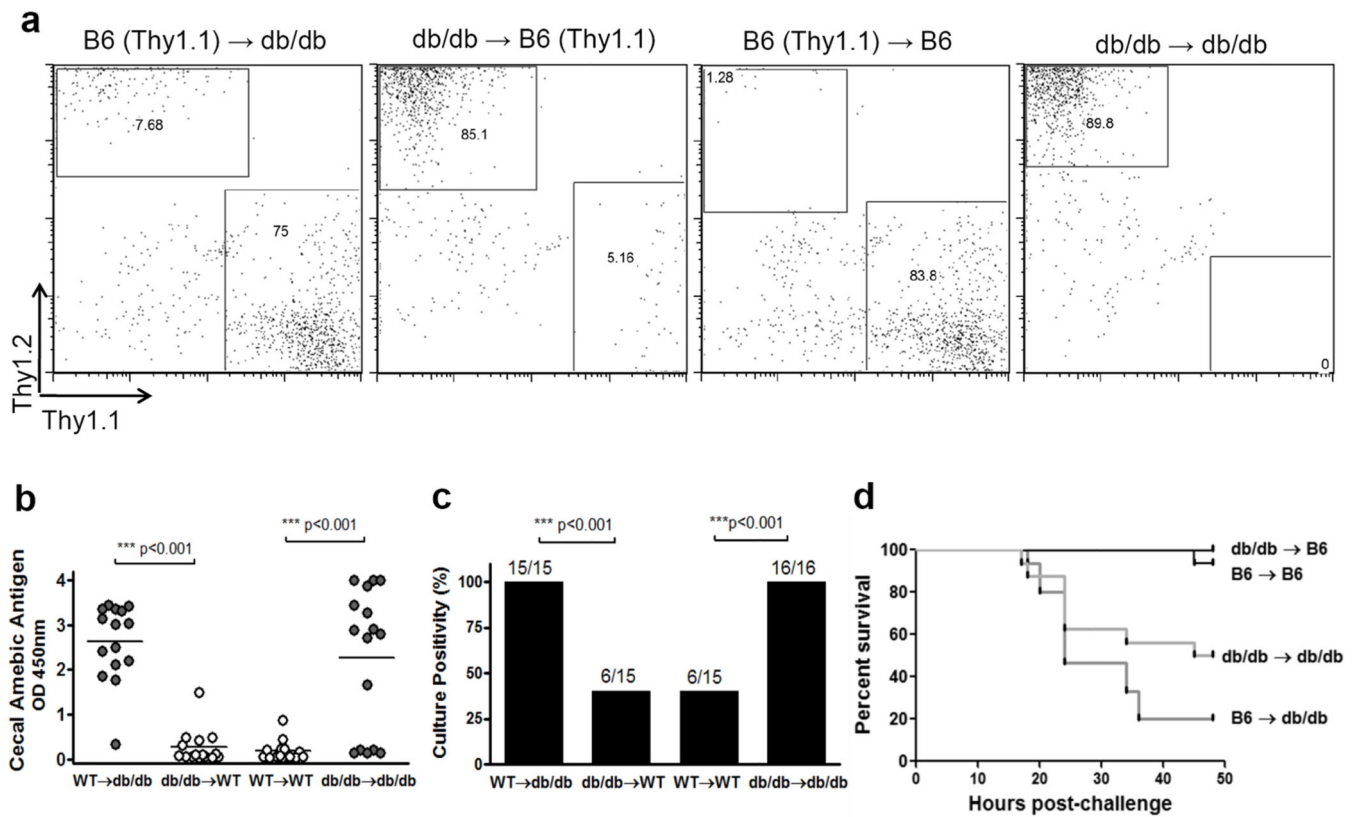 a
B6 (Thy1.1) → db/db
db/db → B6 (Thy1.1)
B6 (Thy1.1) → B6
db/db → db/db
7.68
75
85.1
5.16
1.28
83.8
89.8
0
Thy1.2
Thy1.1
b
*** p<0.001
*** p<0.001
Cecal Amebic Antigen
OD 450nm
4
3
2
1
0
WT→db/db
db/db→WT
WT→WT
db/db→db/db
c
*** p<0.001
***p<0.001
Culture Positivity (%)
100
75
50
25
0
15/15
6/15
6/15
16/16
WT→db/db
db/db→WT
WT→WT
db/db→db/db
d
Percent survival
100
80
60
40
20
0
0
10
20
30
40
50
Hours post-challenge
db/db → B6
B6 → B6
db/db → db/db
B6 → db/db